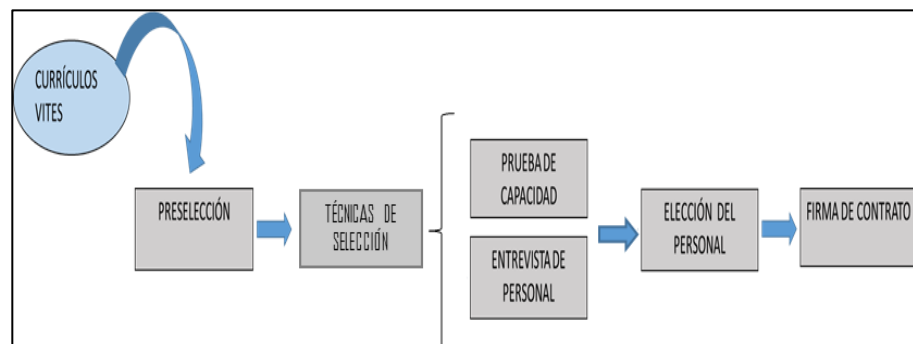 CURRÍCULOS
VITES
PRESELECCIÓN
TÉCNICAS DE
SELECCIÓN
PRUEBA DE
CAPACIDAD
ENTREVISTA DE
PERSONAL
ELECCIÓN DEL
PERSONAL
FIRMA DE CONTRATO